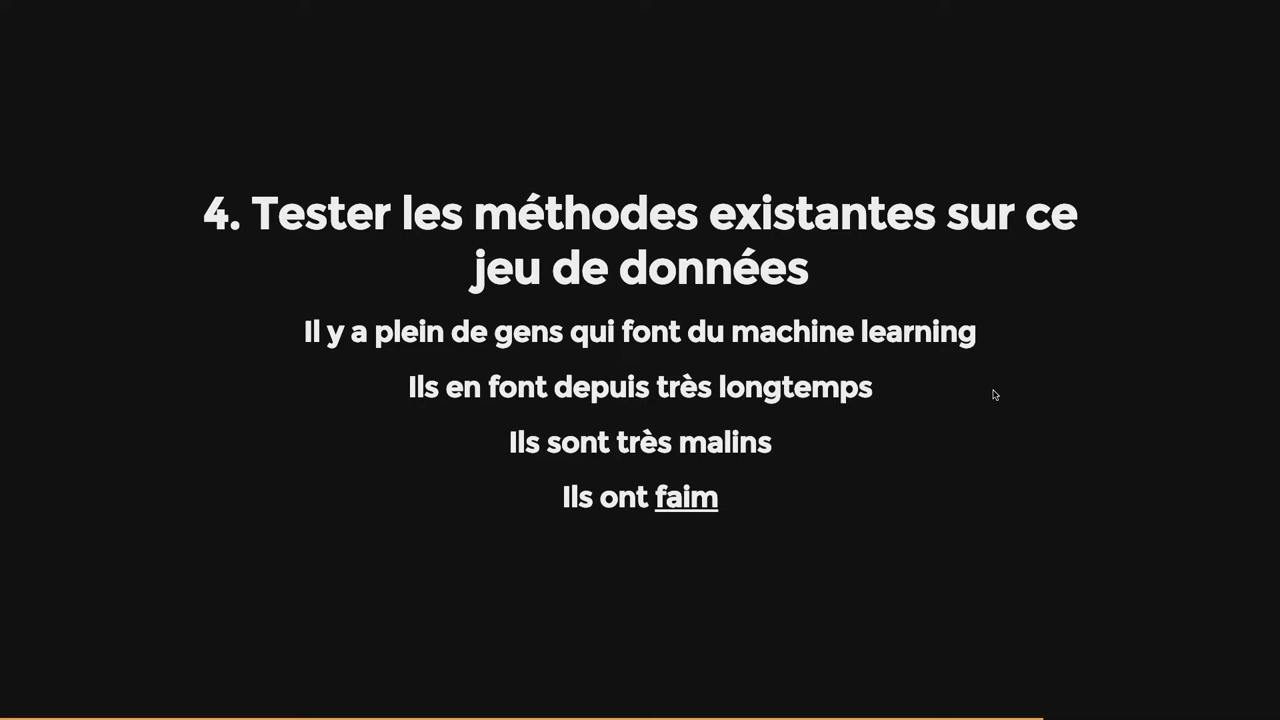 4. Tester les méthodes existantes sur ce
jeu de données
Il y a plein de gens qui font du machine learning
Ils en font depuis très longtemps
Ils sont très malins
Ils ont faim